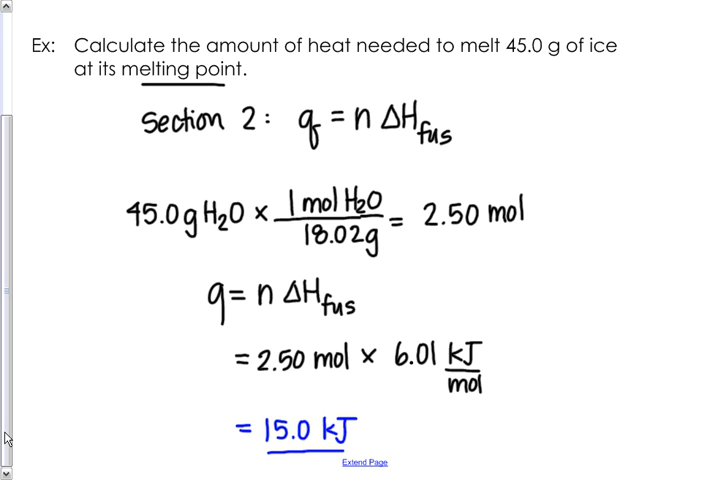 Ex: Calculate the amount of heat needed to melt 45.0 g of ice
at its melting point.
Section 2: q = n ΔHfus
45.0g H2O × 1 mol H2O / 18.02g = 2.50 mol
q = n ΔHfus
= 2.50 mol × 6.01 kJ / mol
= 15.0 kJ
Extend Page